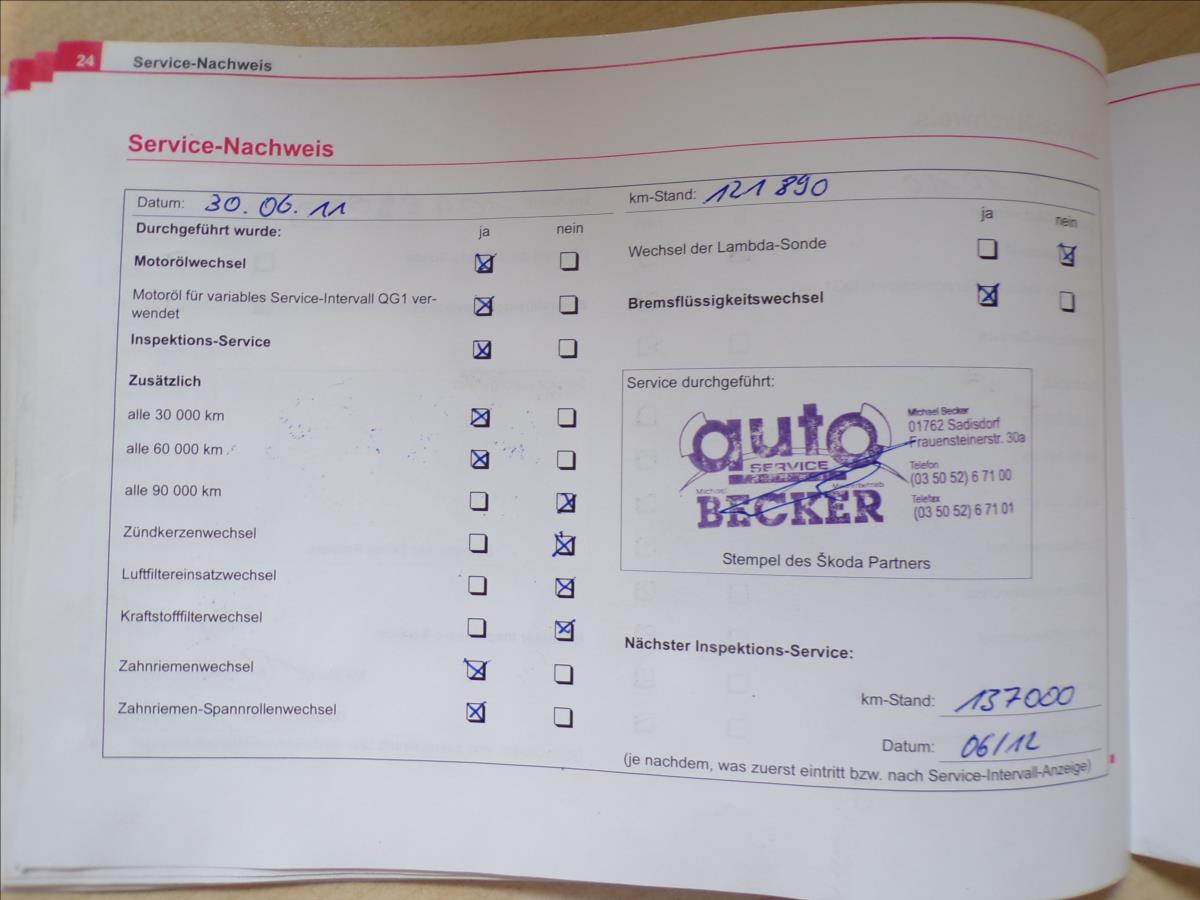 24 Service-Nachweis
Service-Nachweis
Datum: 30.06.11
Durchgeführt wurde: ja nein
Motorölwechsel
Motoröl für variables Service-Intervall QG1 ver-
wendet
Inspektions-Service
Zusätzlich
alle 30 000 km
alle 60 000 km
alle 90 000 km
Zündkerzenwechsel
Luftfiltereinsatzwechsel
Kraftstofffilterwechsel
Zahnriemenwechsel
Zahnriemen-Spannrollenwechsel
km-Stand: 121 890
ja nein
Wechsel der Lambda-Sonde
Bremsflüssigkeitswechsel
Service durchgeführt:
auto
SERVICE
Michael
BECKER
Michael Becker
01762 Sadisdorf
Frauensteinerstr. 30a
Telefon
(03 50 52) 6 71 00
Telefax
(03 50 52) 6 71 01
Stempel des Škoda Partners
Nächster Inspektions-Service:
km-Stand: 137000
Datum: 06/12
(je nachdem, was zuerst eintritt bzw. nach Service-Intervall-Anzeige)